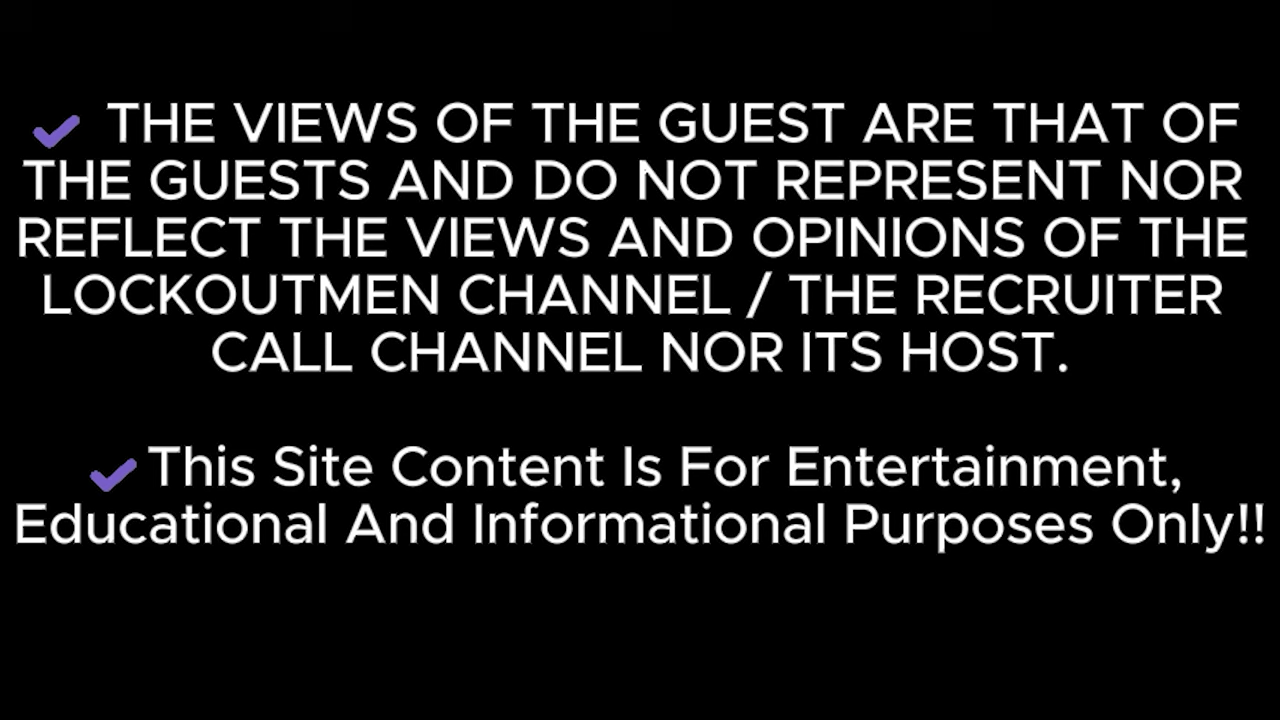 ✔ THE VIEWS OF THE GUEST ARE THAT OF
THE GUESTS AND DO NOT REPRESENT NOR
REFLECT THE VIEWS AND OPINIONS OF THE
LOCKOUTMEN CHANNEL / THE RECRUITER
CALL CHANNEL NOR ITS HOST.
✔ This Site Content Is For Entertainment,
Educational And Informational Purposes Only!!